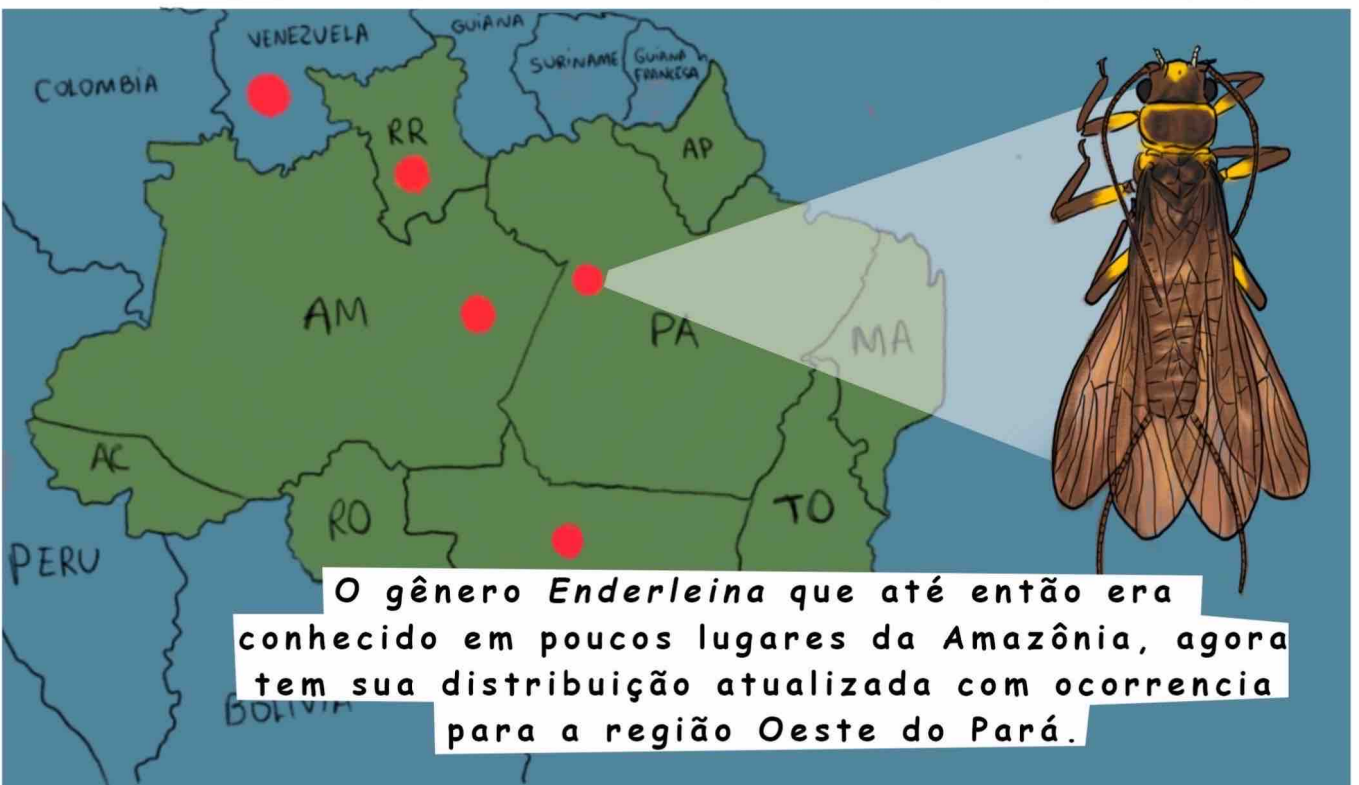 VENEZUELA
GUIANA
SURINAME
GUIANA
FRANCESA
COLOMBIA
RR
AP
AM
PA
MA
AC
RO
TO
PERU
BOLIVIA
O gênero Enderleina que até então era
conhecido em poucos lugares da Amazônia, agora
tem sua distribuição atualizada com ocorrencia
para a região Oeste do Pará.